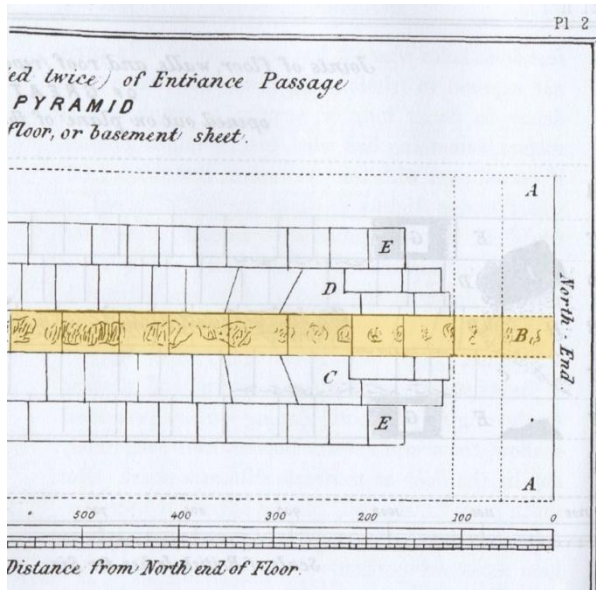 Pl 2
ed twice) of Entrance Passage
PYRAMID
floor, or basement sheet.
A
E
D
B
North End
C
E
A
500 400 300 200 100 0
Distance from North end of Floor.